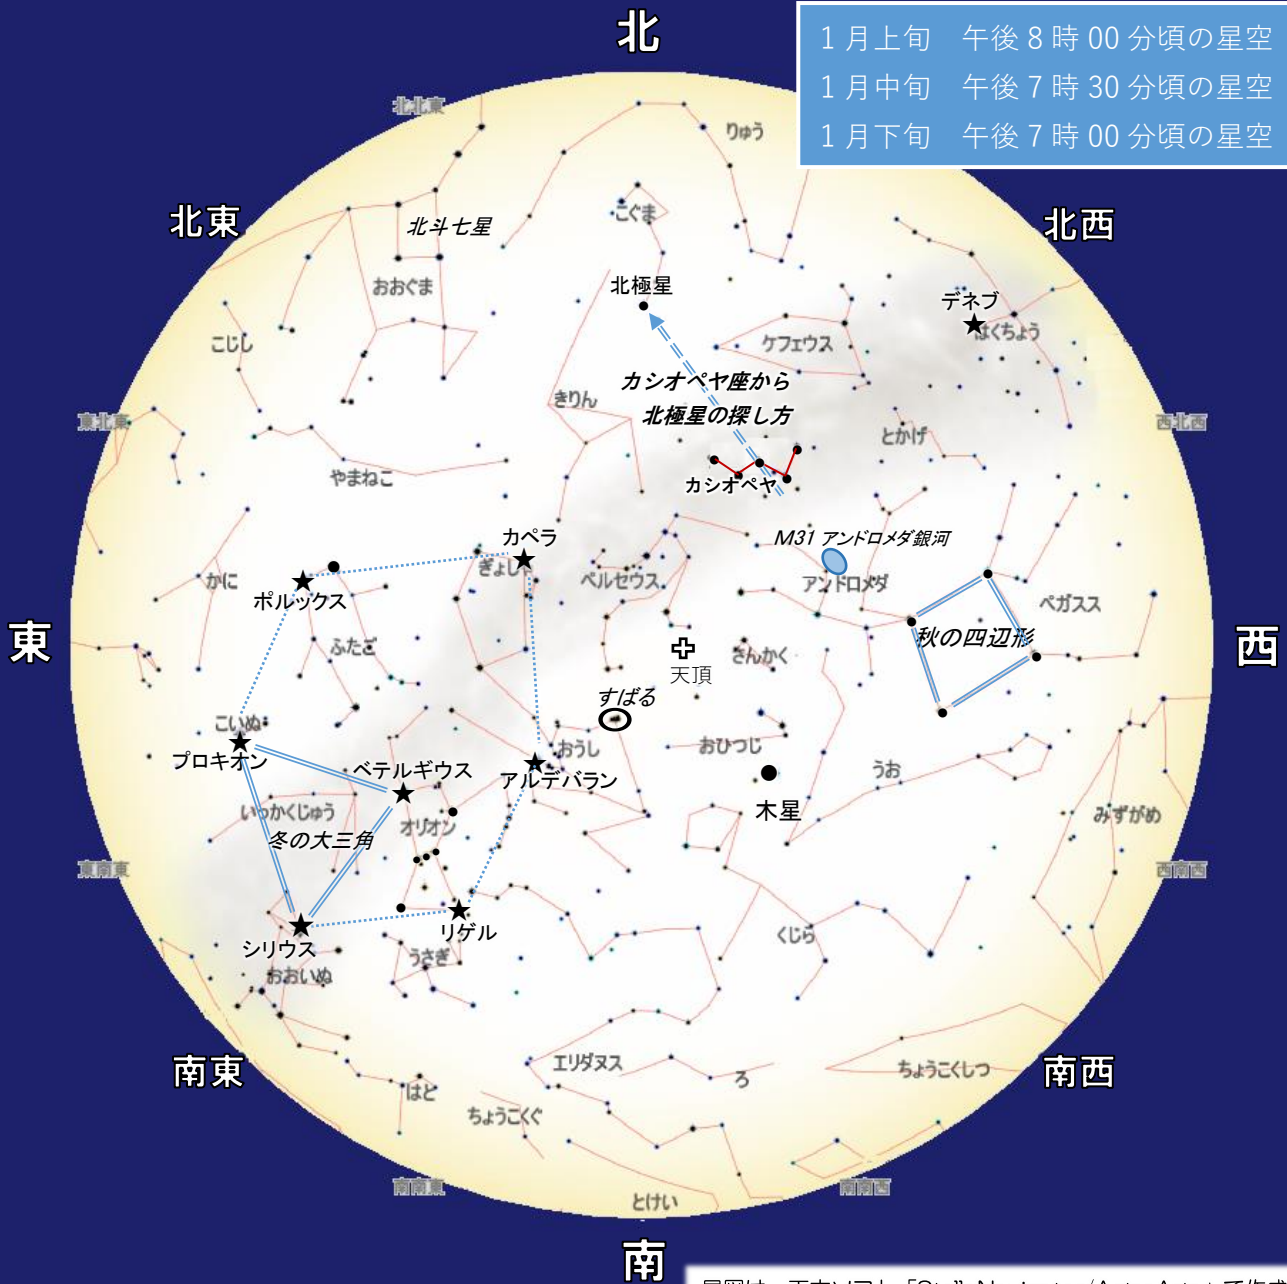 北
1月上旬　午後8時00分頃の星空
1月中旬　午後7時30分頃の星空
1月下旬　午後7時00分頃の星空
北北東
りゅう
北東
こぐま
北斗七星
北西
おおぐま
北極星
デネブ
はくちょう
こじし
ケフェウス
カシオペヤ座から
北極星の探し方
きりん
東北東
西北西
とかげ
やまねこ
カシオペヤ
カペラ
M31 アンドロメダ銀河
ぎょしゃ
かに
ペルセウス
アンドロメダ
ポルックス
ペガスス
東
ふたご
天頂
さんかく
秋の四辺形
西
すばる
こいぬ
プロキオン
おうし
おひつじ
ベテルギウス
アルデバラン
うお
木星
いっかくじゅう
オリオン
みずがめ
冬の大三角
東南東
西南西
シリウス
リゲル
くじら
うさぎ
おおいぬ
南東
エリダヌス
ろ
ちょうこくしつ
南西
はと
ちょうこくぐ
南南東
とけい
南南西
南